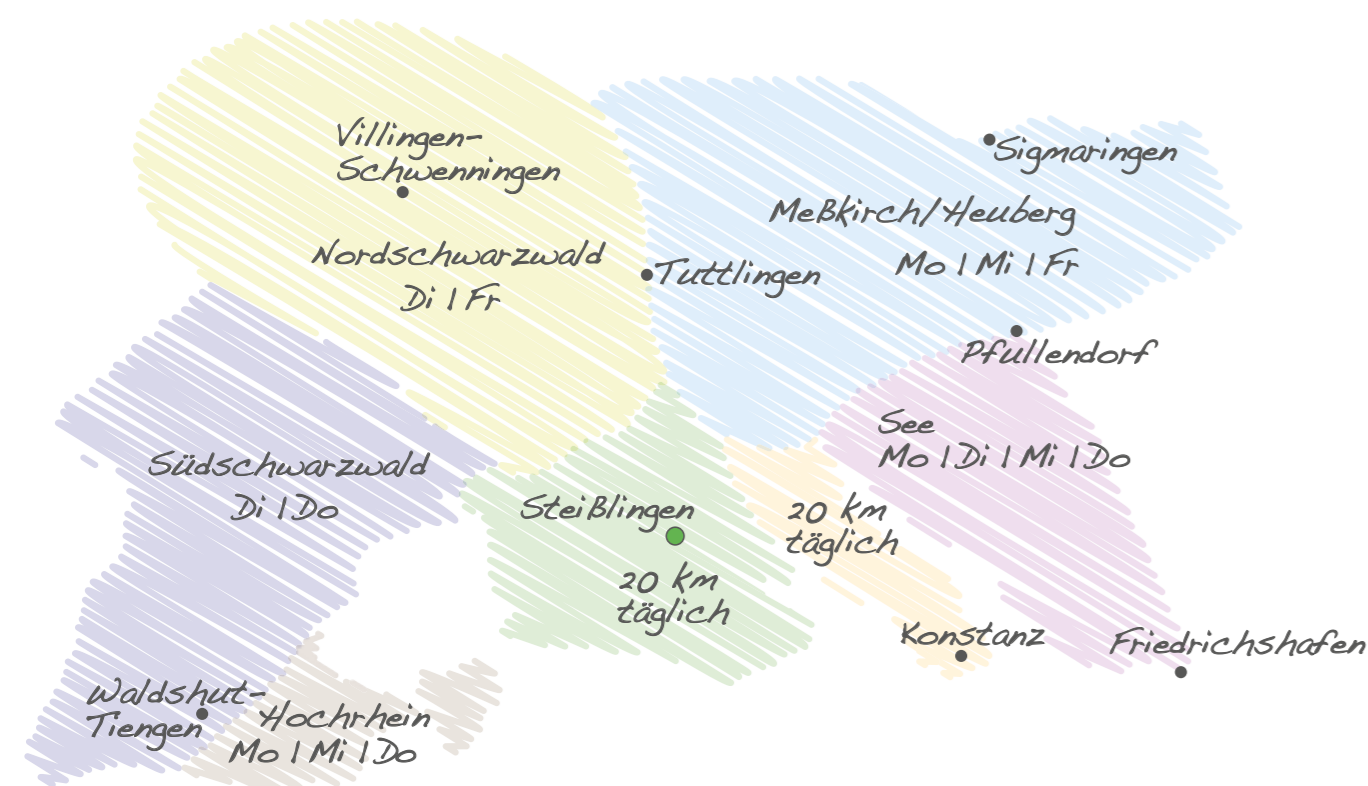 Villingen-
Schwenningen
Sigmaringen
Meßkirch/Heuberg
Mo | Mi | Fr
Nordschwarzwald
Di | Fr
Tuttlingen
Pfullendorf
See
Mo | Di | Mi | Do
Südschwarzwald
Di | Do
Steißlingen
20 km
täglich
20 km
täglich
Konstanz
Friedrichshafen
Waldshut-
Tiengen
Hochrhein
Mo | Mi | Do